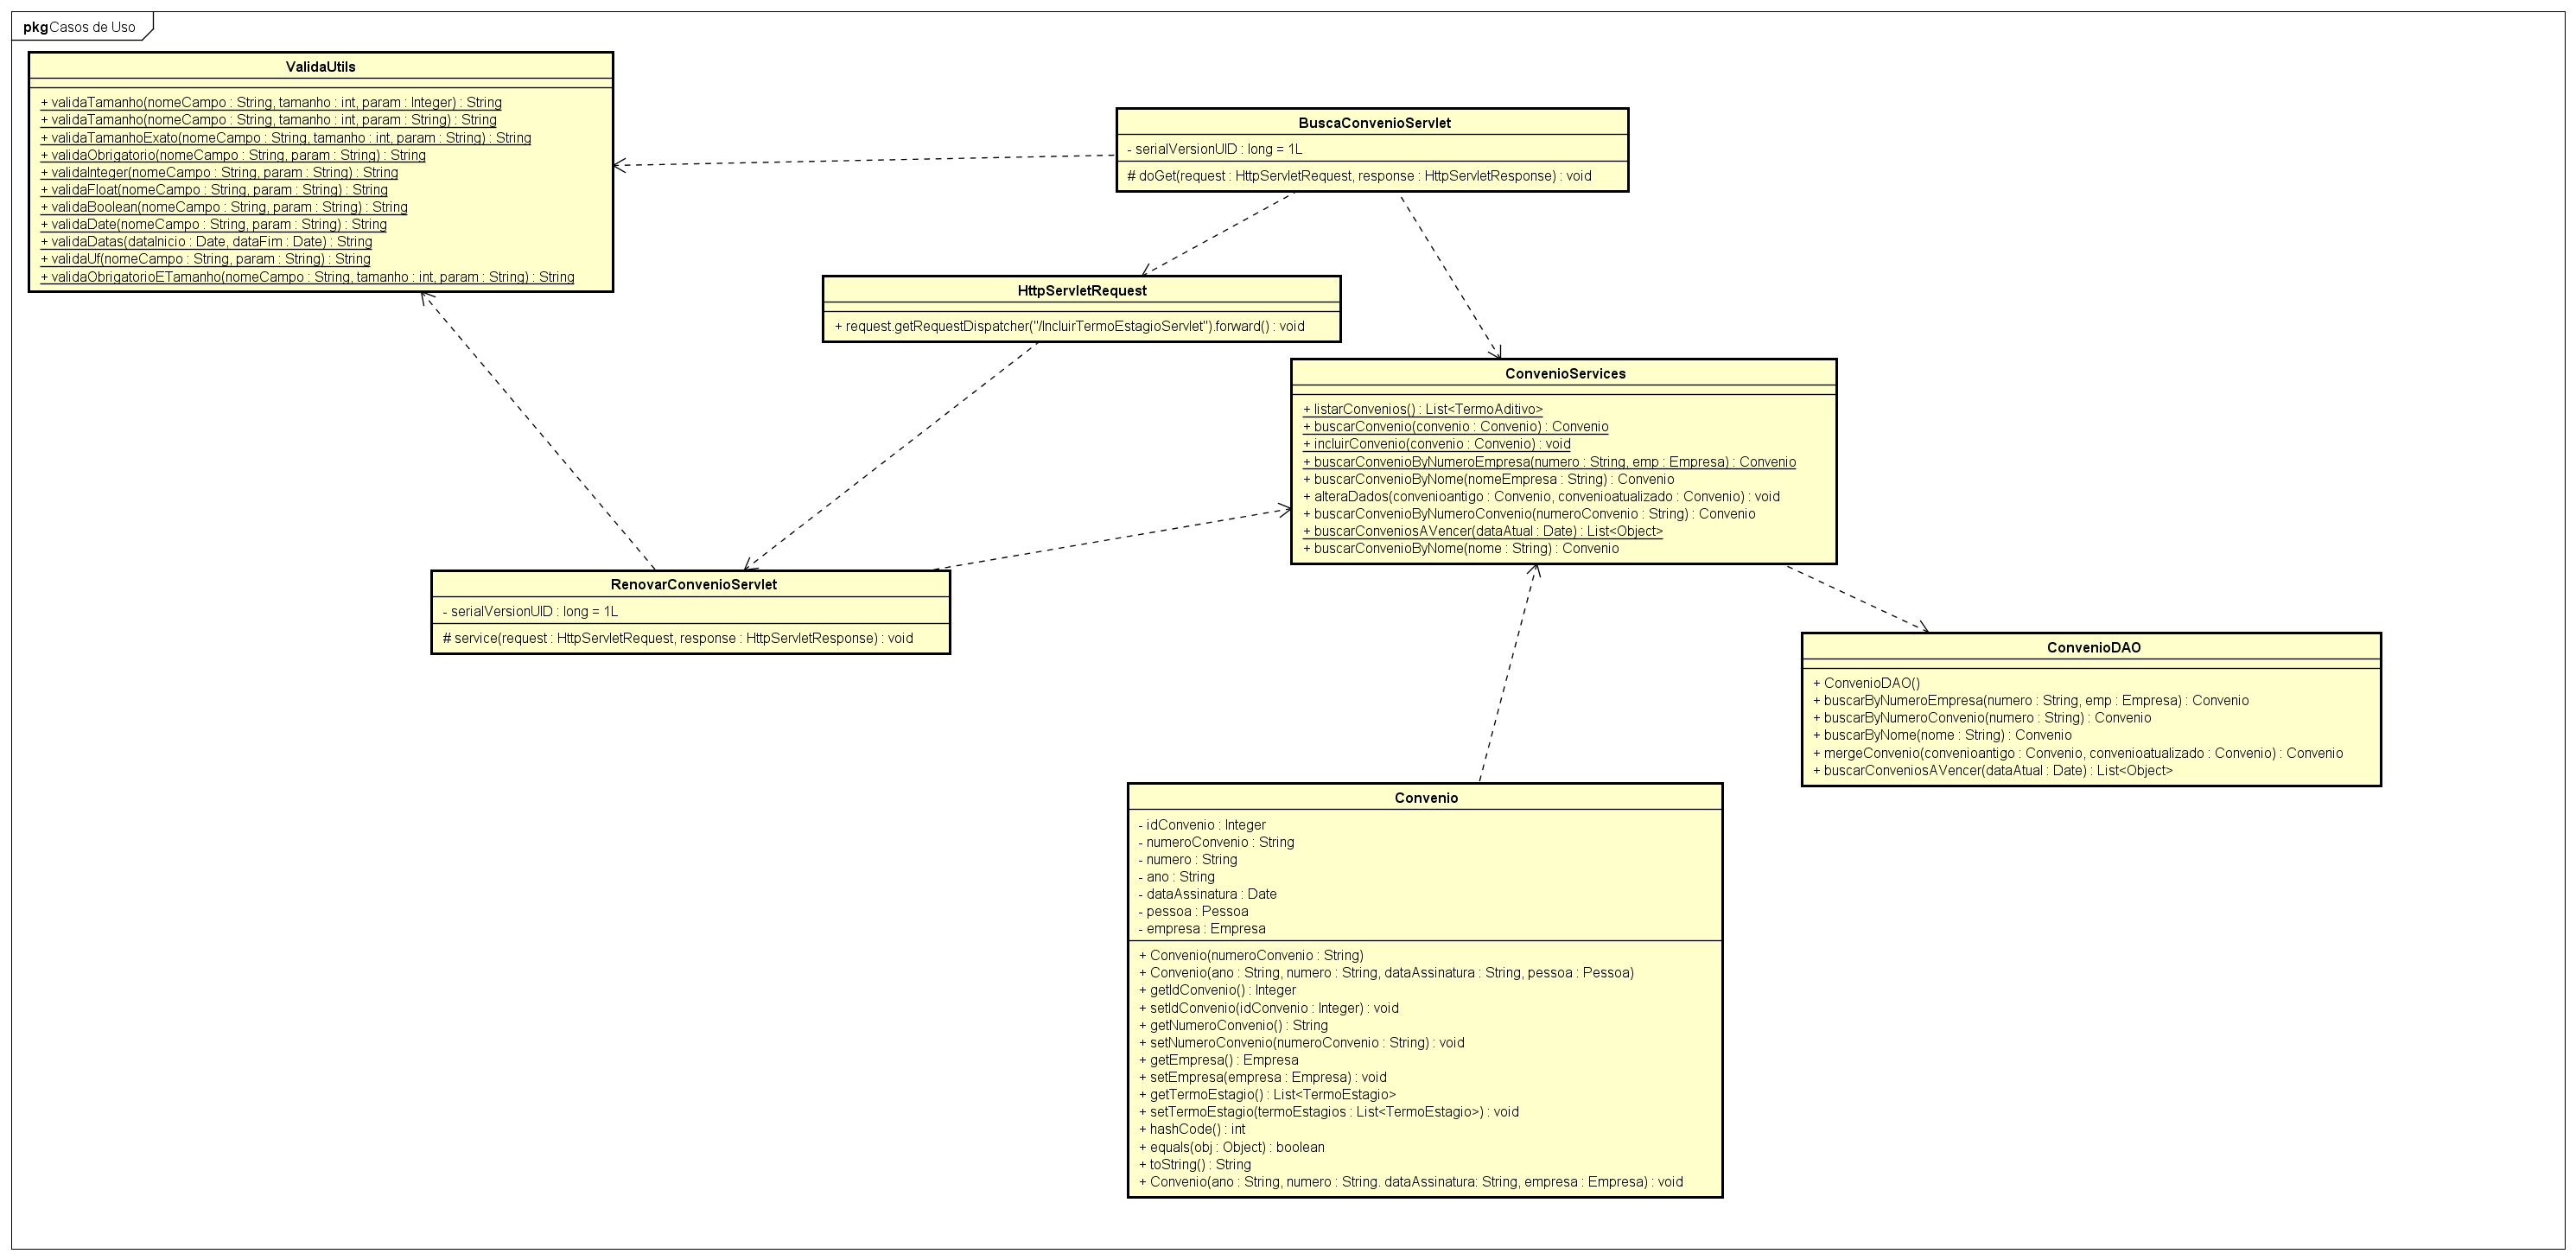 pkg Casos de Uso
ValidaUtils
+ validaTamanho(nomeCampo : String, tamanho : int, param : Integer) : String
+ validaTamanho(nomeCampo : String, tamanho : int, param : String) : String
+ validaTamanhoExato(nomeCampo : String, tamanho : int, param : String) : String
+ validaObrigatorio(nomeCampo : String, param : String) : String
+ validaInteger(nomeCampo : String, param : String) : String
+ validaFloat(nomeCampo : String, param : String) : String
+ validaBoolean(nomeCampo : String, param : String) : String
+ validaDate(nomeCampo : String, param : String) : String
+ validaDatas(dataInicio : Date, dataFim : Date) : String
+ validaUf(nomeCampo : String, param : String) : String
+ validaObrigatorioETamanho(nomeCampo : String, tamanho : int, param : String) : String
BuscaConvenioServlet
- serialVersionUID : long = 1L
# doGet(request : HttpServletRequest, response : HttpServletResponse) : void
HttpServletRequest
+ request.getRequestDispatcher("/IncluirTermoEstagioServlet").forward() : void
ConvenioServices
+ listarConvenios() : List<TermoAditivo>
+ buscarConvenio(convenio : Convenio) : Convenio
+ incluirConvenio(convenio : Convenio) : void
+ buscarConvenioByNumeroEmpresa(numero : String, emp : Empresa) : Convenio
+ buscarConvenioByNome(nomeEmpresa : String) : Convenio
+ alteraDados(convenioantigo : Convenio, convenioatualizado : Convenio) : void
+ buscarConvenioByNumeroConvenio(numeroConvenio : String) : Convenio
+ buscarConveniosAVencer(dataAtual : Date) : List<Object>
+ buscarConvenioByNome(nome : String) : Convenio
RenovarConvenioServlet
- serialVersionUID : long = 1L
# service(request : HttpServletRequest, response : HttpServletResponse) : void
ConvenioDAO
+ ConvenioDAO()
+ buscarByNumeroEmpresa(numero : String, emp : Empresa) : Convenio
+ buscarByNumeroConvenio(numero : String) : Convenio
+ buscarByNome(nome : String) : Convenio
+ mergeConvenio(convenioantigo : Convenio, convenioatualizado : Convenio) : Convenio
+ buscarConveniosAVencer(dataAtual : Date) : List<Object>
Convenio
- idConvenio : Integer
- numeroConvenio : String
- numero : String
- ano : String
- dataAssinatura : Date
- pessoa : Pessoa
- empresa : Empresa
+ Convenio(numeroConvenio : String)
+ Convenio(ano : String, numero : String, dataAssinatura : String, pessoa : Pessoa)
+ getIdConvenio() : Integer
+ setIdConvenio(idConvenio : Integer) : void
+ getNumeroConvenio() : String
+ setNumeroConvenio(numeroConvenio : String) : void
+ getEmpresa() : Empresa
+ setEmpresa(empresa : Empresa) : void
+ getTermoEstagio() : List<TermoEstagio>
+ setTermoEstagio(termoEstagios : List<TermoEstagio>) : void
+ hashCode() : int
+ equals(obj : Object) : boolean
+ toString() : String
+ Convenio(ano : String, numero : String. dataAssinatura: String, empresa : Empresa) : void